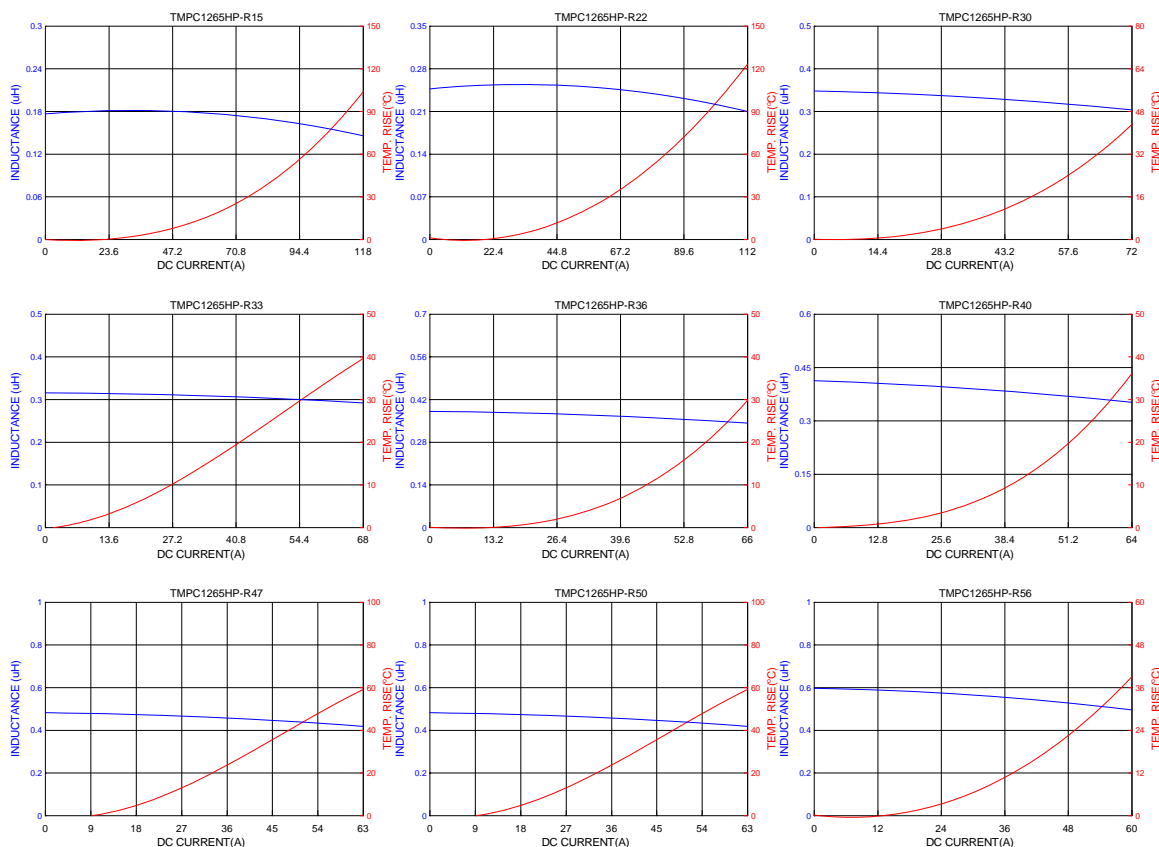 TMPC1265HP-R15
INDUCTANCE (uH)
0.3
0.24
0.18
0.12
0.06
0
150
120
90
60
30
0
TEMP. RISE(°C)
0 23.6 47.2 70.8 94.4 118
DC CURRENT(A)
TMPC1265HP-R22
INDUCTANCE (uH)
0.35
0.28
0.21
0.14
0.07
0
150
120
90
60
30
0
TEMP. RISE(°C)
0 22.4 44.8 67.2 89.6 112
DC CURRENT(A)
TMPC1265HP-R30
INDUCTANCE (uH)
0.5
0.4
0.3
0.2
0.1
0
80
64
48
32
16
0
TEMP. RISE(°C)
0 14.4 28.8 43.2 57.6 72
DC CURRENT(A)
TMPC1265HP-R33
INDUCTANCE (uH)
0.5
0.4
0.3
0.2
0.1
0
50
40
30
20
10
0
TEMP. RISE(°C)
0 13.6 27.2 40.8 54.4 68
DC CURRENT(A)
TMPC1265HP-R36
INDUCTANCE (uH)
0.7
0.56
0.42
0.28
0.14
0
50
40
30
20
10
0
TEMP. RISE(°C)
0 13.2 26.4 39.6 52.8 66
DC CURRENT(A)
TMPC1265HP-R40
INDUCTANCE (uH)
0.6
0.45
0.3
0.15
0
50
40
30
20
10
0
TEMP. RISE(°C)
0 12.8 25.6 38.4 51.2 64
DC CURRENT(A)
TMPC1265HP-R47
INDUCTANCE (uH)
1
0.8
0.6
0.4
0.2
0
100
80
60
40
20
0
TEMP. RISE(°C)
0 9 18 27 36 45 54 63
DC CURRENT(A)
TMPC1265HP-R50
INDUCTANCE (uH)
1
0.8
0.6
0.4
0.2
0
100
80
60
40
20
0
TEMP. RISE(°C)
0 9 18 27 36 45 54 63
DC CURRENT(A)
TMPC1265HP-R56
INDUCTANCE (uH)
1
0.8
0.6
0.4
0.2
0
60
48
36
24
12
0
TEMP. RISE(°C)
0 12 24 36 48 60
DC CURRENT(A)